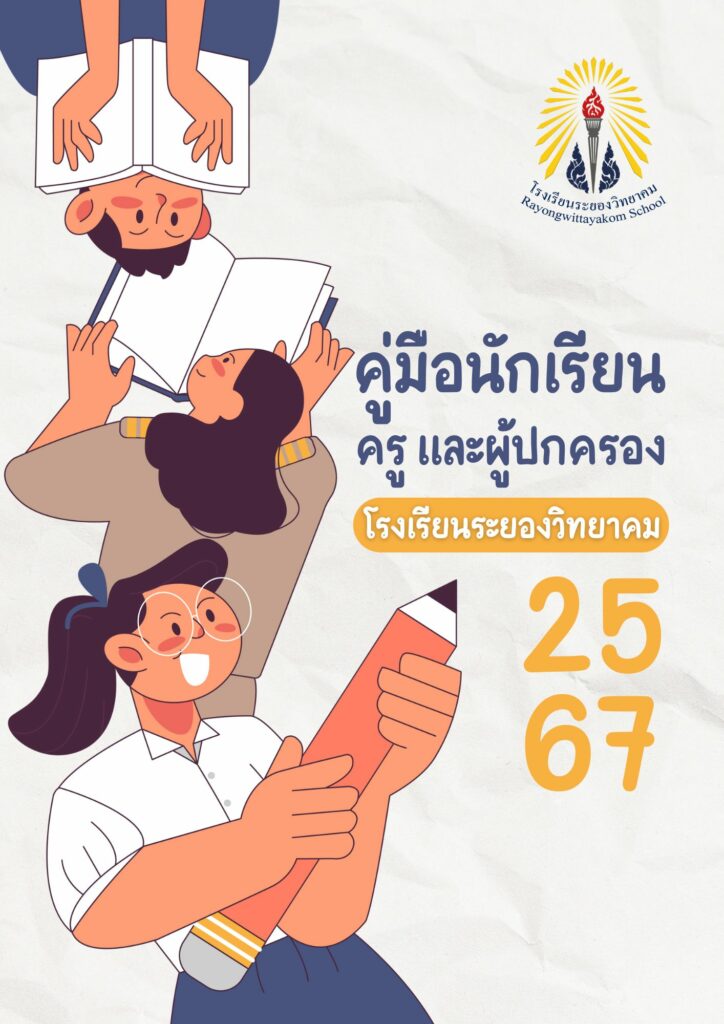 โรงเรียนระยองวิทยาคม
Rayongwittayakom School
คู่มือนักเรียน
ครู และผู้ปกครอง
โรงเรียนระยองวิทยาคม
25
67